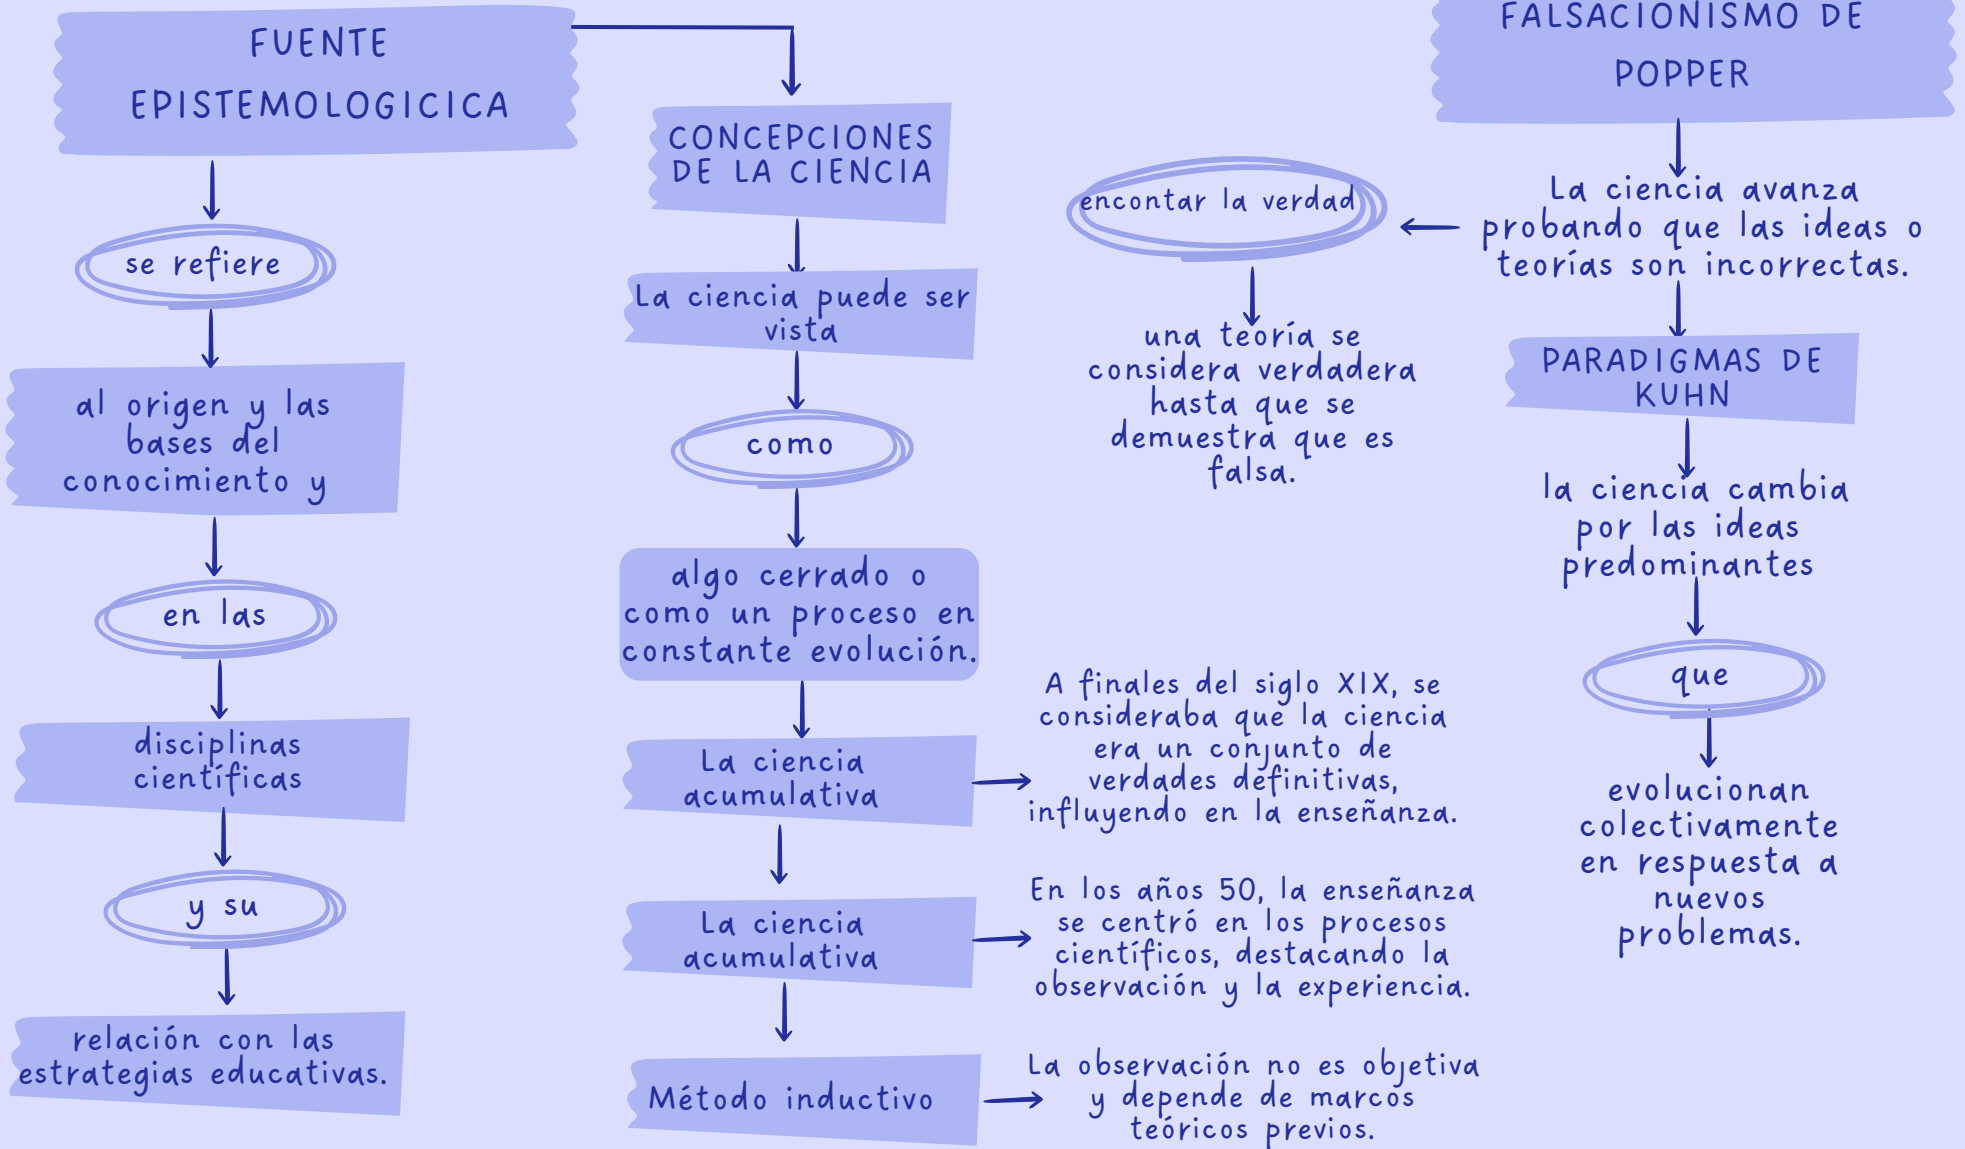 FUENTE
EPISTEMOLOGICICA
se refiere
al origen y las
bases del
conocimiento y
en las
disciplinas
científicas
y su
relación con las
estrategias educativas.
CONCEPCIONES
DE LA CIENCIA
La ciencia puede ser
vista
como
algo cerrado o
como un proceso en
constante evolución.
La ciencia
acumulativa
A finales del siglo XIX, se
consideraba que la ciencia
era un conjunto de
verdades definitivas,
influyendo en la enseñanza.
La ciencia
acumulativa
En los años 50, la enseñanza
se centró en los procesos
científicos, destacando la
observación y la experiencia.
Método inductivo
La observación no es objetiva
y depende de marcos
teóricos previos.
FALSACIONISMO DE
POPPER
La ciencia avanza
probando que las ideas o
teorías son incorrectas.
encontar la verdad
una teoría se
considera verdadera
hasta que se
demuestra que es
falsa.
PARADIGMAS DE
KUHN
la ciencia cambia
por las ideas
predominantes
que
evolucionan
colectivamente
en respuesta a
nuevos
problemas.